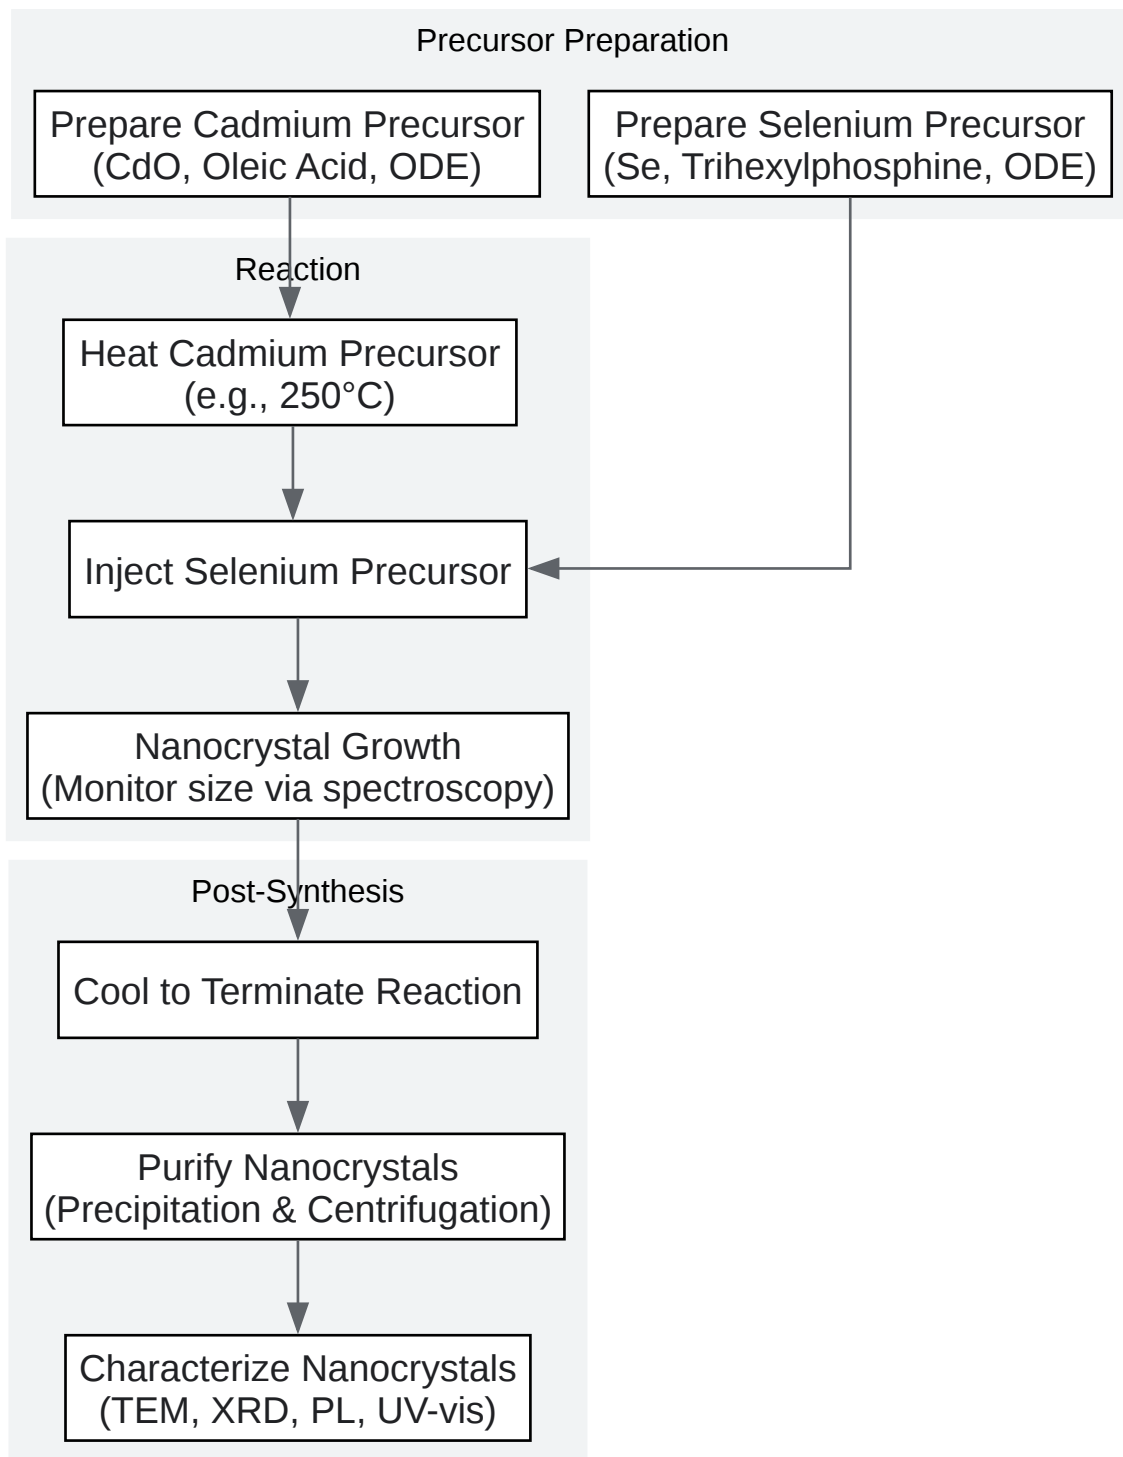 Precursor Preparation
Prepare Cadmium Precursor
(CdO, Oleic Acid, ODE)
Prepare Selenium Precursor
(Se, Trihexylphosphine, ODE)
Reaction
Heat Cadmium Precursor
(e.g., 250°C)
Inject Selenium Precursor
Nanocrystal Growth
(Monitor size via spectroscopy)
Post-Synthesis
Cool to Terminate Reaction
Purify Nanocrystals
(Precipitation & Centrifugation)
Characterize Nanocrystals
(TEM, XRD, PL, UV-vis)